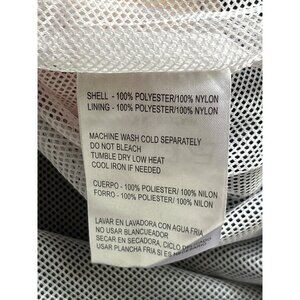 SHELL - 100% POLYESTER/100% NYLON
LINING - 100% POLYESTER/100% NYLON
MACHINE WASH COLD SEPARATELY
DO NOT BLEACH
TUMBLE DRY LOW HEAT
COOL IRON IF NEEDED
CUERPO - 100% POLIESTER/ 100% NILON
FORRO - 100% POLIESTER/ 100% NILON
LAVAR EN LAVADORA CON AGUA FRIA
NO USAR BLANQUEADOR
SECAR EN SECADORA, CICLO DE
USAR PLANCHA FRIA SI ES NECESARIO